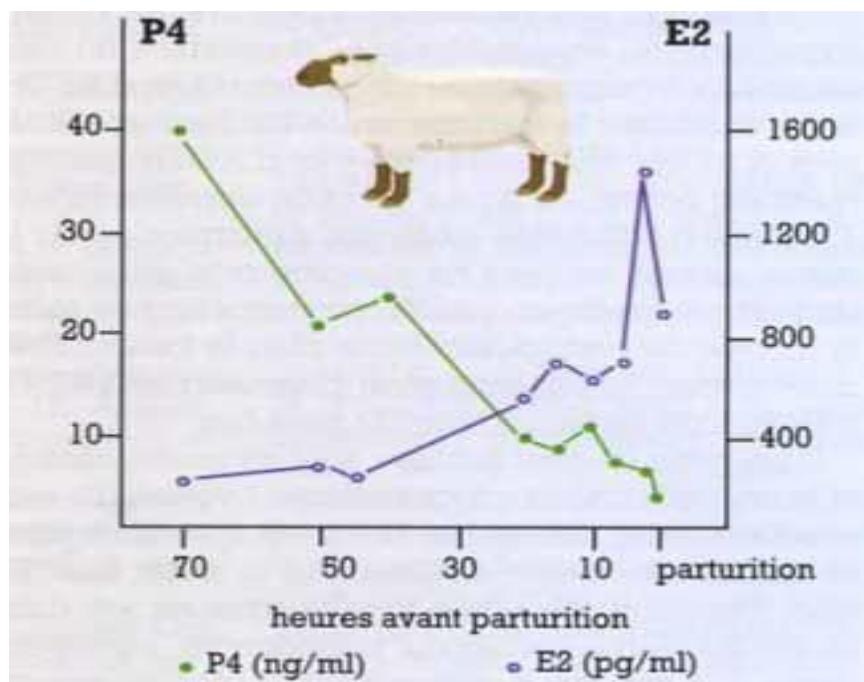 P4 E2
40 1600
30 1200
20 800
10 400
70 50 30 10 parturition
heures avant parturition
P4 (ng/ml) E2 (pg/ml)